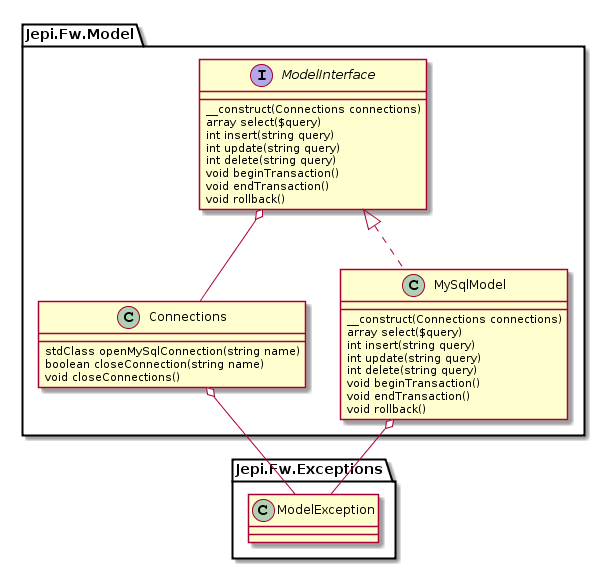 Jepi.Fw.Model
I
ModelInterface
__construct(Connections connections)
array select($query)
int insert(string query)
int update(string query)
int delete(string query)
void beginTransaction()
void endTransaction()
void rollback()
C
Connections
stdClass openMySqlConnection(string name)
boolean closeConnection(string name)
void closeConnections()
C
MySqlModel
__construct(Connections connections)
array select($query)
int insert(string query)
int update(string query)
int delete(string query)
void beginTransaction()
void endTransaction()
void rollback()
Jepi.Fw.Exceptions
C
ModelException